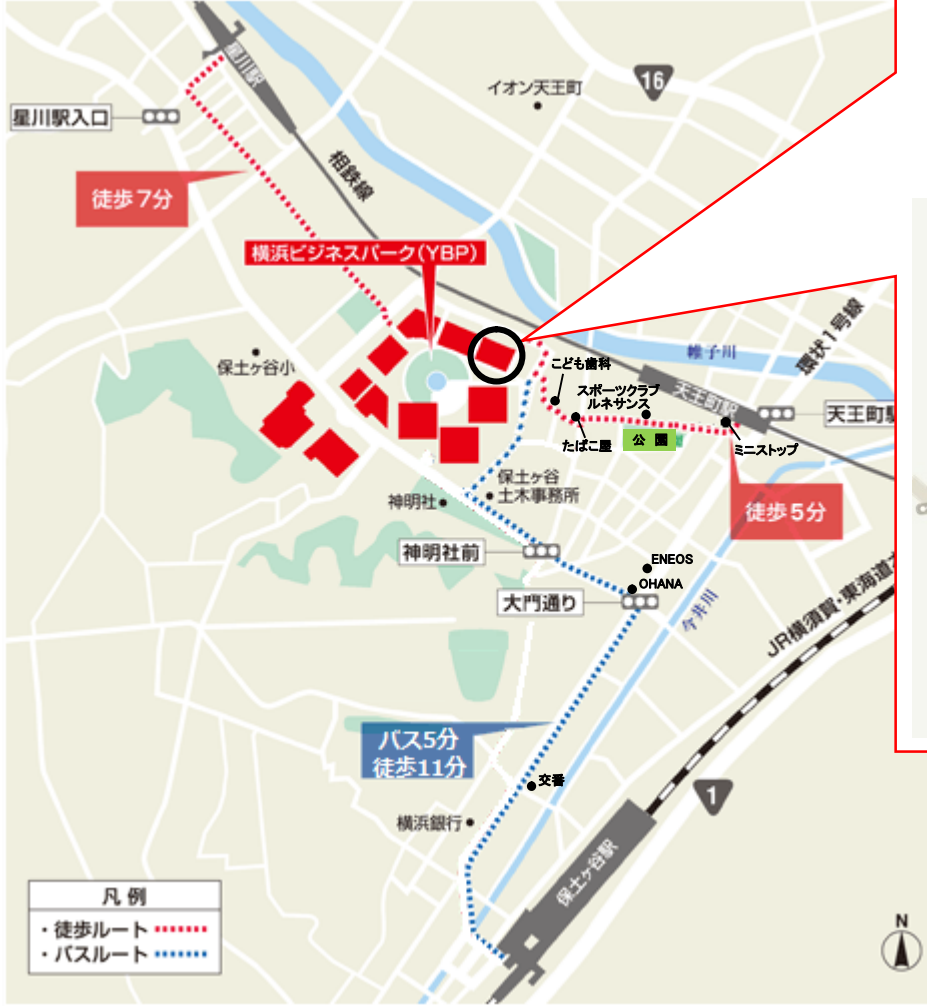 星川駅
イオン天王町
16
星川駅入口
相鉄線
徒歩7分
横浜ビジネスパーク(YBP)
環状1号線
帷子川
保土ヶ谷小
こども歯科
スポーツクラブ
ルネサンス
天王町駅
天王町駅
たばこ屋
公園
ミニストップ
保土ヶ谷
土木事務所
神明社
徒歩5分
神明社前
ENEOS
OHANA
大門通り
今井川
JR横須賀・東海道
バス5分
徒歩11分
交番
1
横浜銀行
保土ヶ谷駅
凡例
・徒歩ルート
・バスルート
N